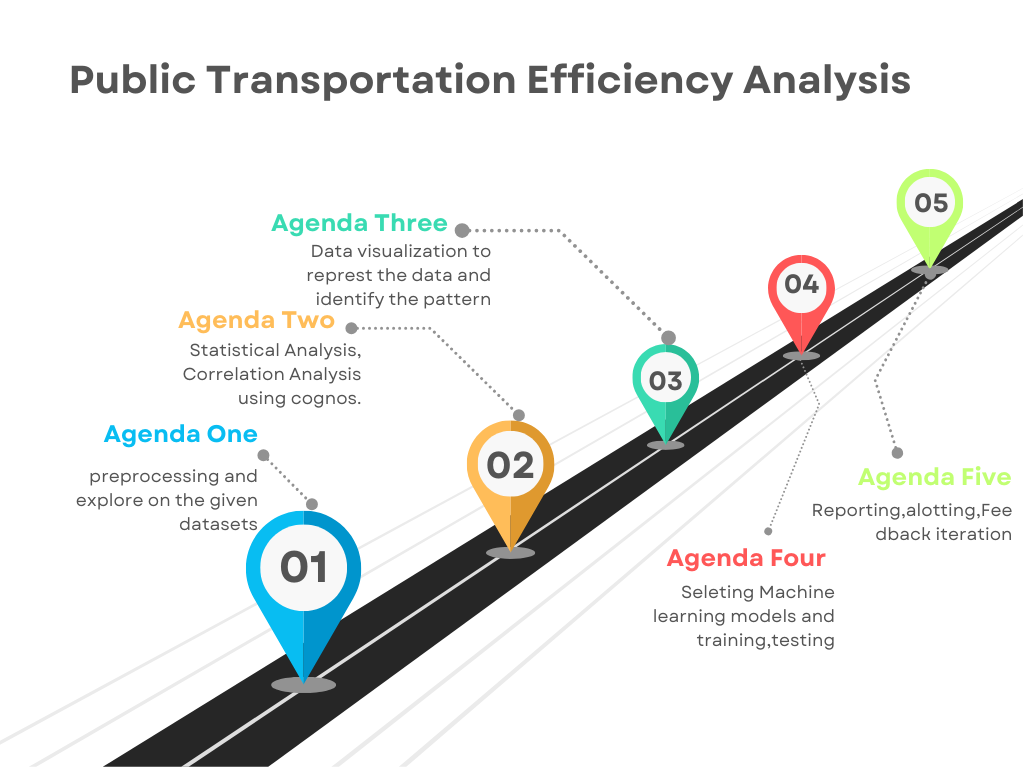 Public Transportation Efficiency Analysis
05
Agenda Three
Data visualization to
represt the data and
identify the pattern
04
Agenda Two
Statistical Analysis,
Correlation Analysis
using cognos.
03
Agenda One
preprocessing and
explore on the given
datasets
02
Agenda Five
Reporting,alotting,Fee
dback iteration
01
Agenda Four
Seleting Machine
learning models and
training,testing